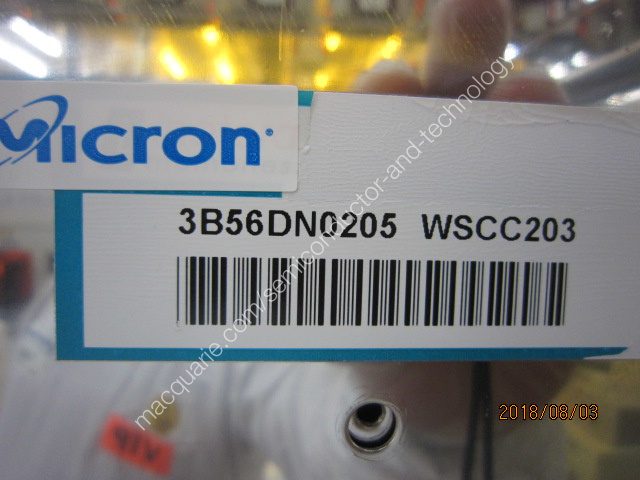 Micron
3B56DN0205 WSCC203
macquarie.com/semiconductor-and-technology
2018/08/03